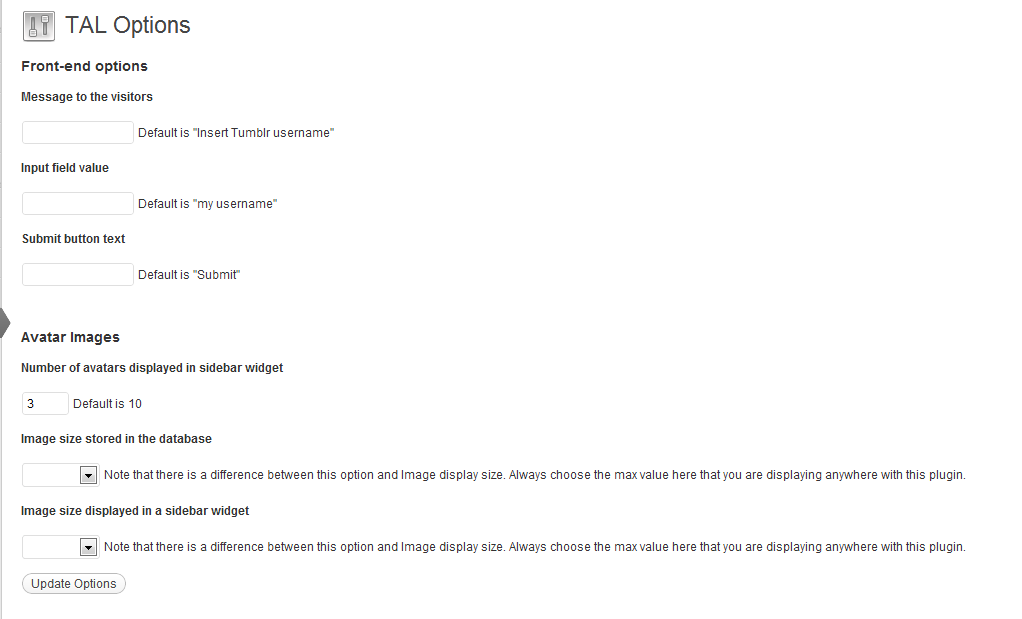 TAL Options
Front-end options
Message to the visitors
Default is "Insert Tumblr username"
Input field value
Default is "my username"
Submit button text
Default is "Submit"
Avatar Images
Number of avatars displayed in sidebar widget
3 Default is 10
Image size stored in the database
Note that there is a difference between this option and Image display size. Always choose the max value here that you are displaying anywhere with this plugin.
Image size displayed in a sidebar widget
Note that there is a difference between this option and Image display size. Always choose the max value here that you are displaying anywhere with this plugin.
Update Options